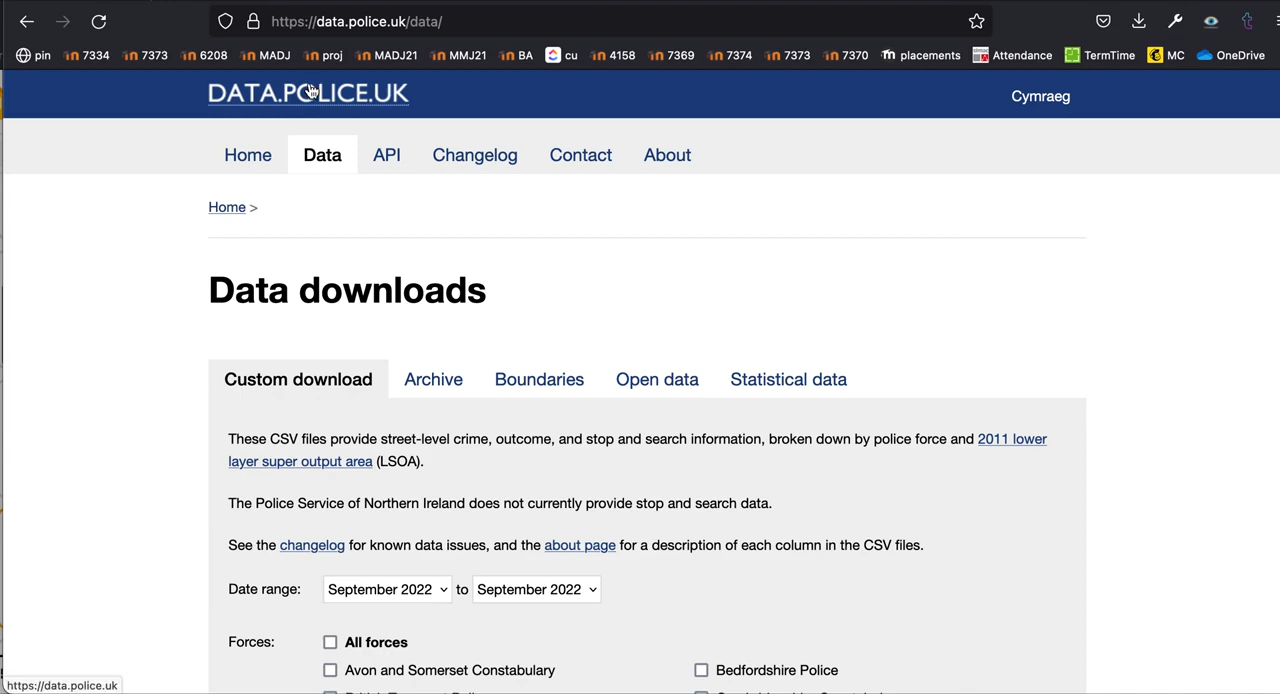 https://data.police.uk/data/
pin 7334 7373 6208 MADJ proj MADJ21 MMJ21 BA cu 4158 7369 7374 7373 7370 placements Attendance TermTime MC OneDrive
DATA.POLICE.UK
Cymraeg
Home Data API Changelog Contact About
Home >
Data downloads
Custom download Archive Boundaries Open data Statistical data
These CSV files provide street-level crime, outcome, and stop and search information, broken down by police force and 2011 lower
layer super output area (LSOA).
The Police Service of Northern Ireland does not currently provide stop and search data.
See the changelog for known data issues, and the about page for a description of each column in the CSV files.
Date range: September 2022 to September 2022
Forces: All forces
Avon and Somerset Constabulary Bedfordshire Police
https://data.police.uk